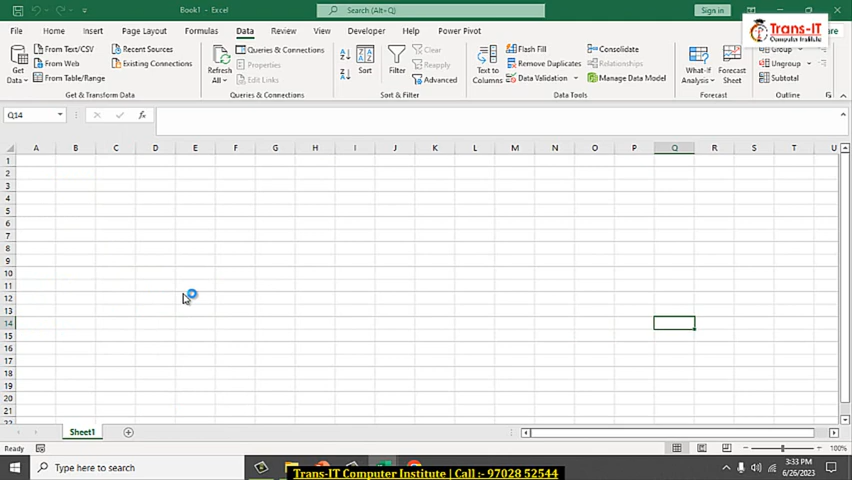 Book1 - Excel
Search (Alt+Q)
Sign in
Trans-IT
Computer Institute
File Home Insert Page Layout Formulas Data Review View Developer Help Power Pivot
Get
Data
From Text/CSV
From Web
From Table/Range
Recent Sources
Existing Connections
Get & Transform Data
Refresh
All
Queries & Connections
Properties
Edit Links
Queries & Connections
Sort
Filter
Clear
Reapply
Advanced
Sort & Filter
Text to
Columns
Flash Fill
Remove Duplicates
Data Validation
Consolidate
Relationships
Manage Data Model
Data Tools
What-If
Analysis
Forecast
Sheet
Forecast
Group
Ungroup
Subtotal
Outline
Q14
fx
A B C D E F G H I J K L M N O P Q R S T U
1
2
3
4
5
6
7
8
9
10
11
12
13
14
15
16
17
18
19
20
21
22
Sheet1
Ready
100%
Type here to search
Trans-IT Computer Institute | Call :- 97028 52544
3:33 PM
6/26/2023